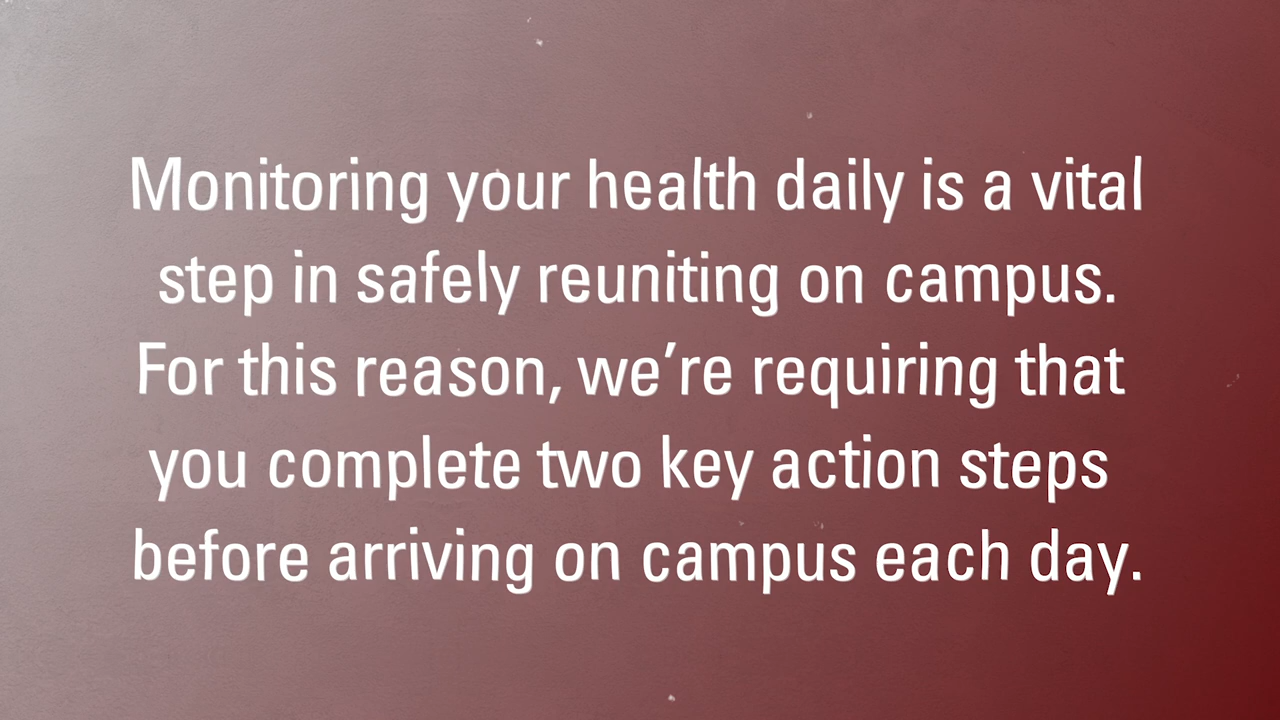 Monitoring your health daily is a vital
step in safely reuniting on campus.
For this reason, we’re requiring that
you complete two key action steps
before arriving on campus each day.